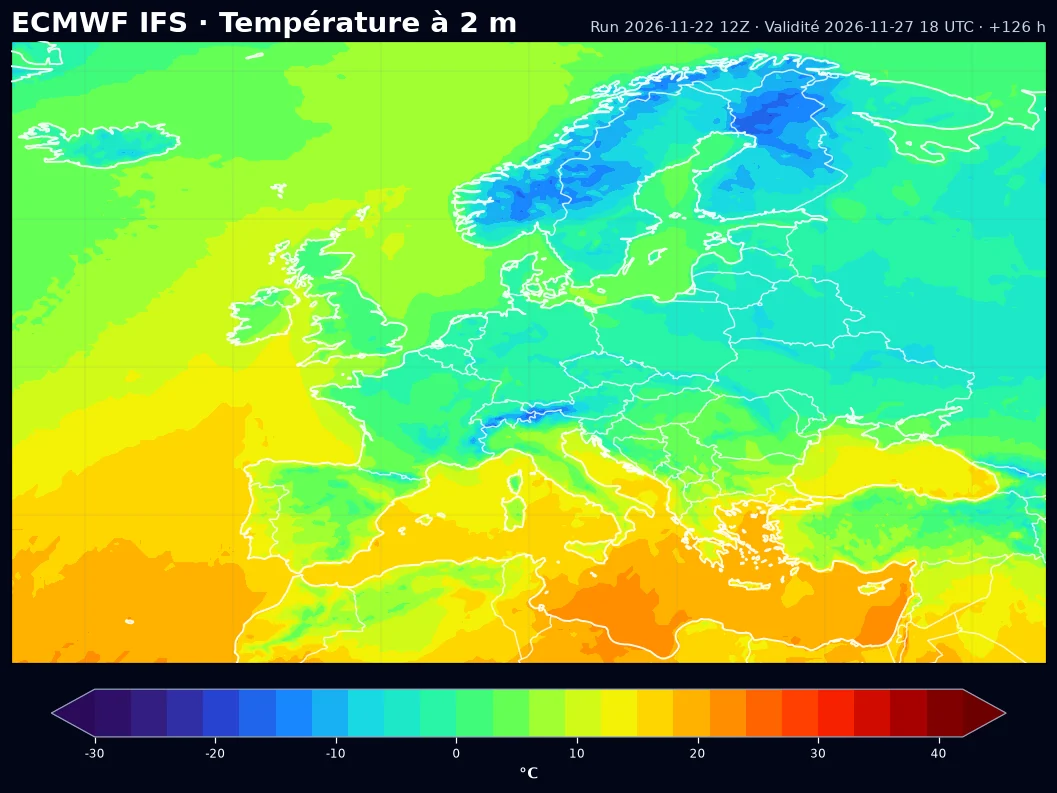 ECMWF IFS · Température à 2 m
Run 2026-11-22 12Z · Validité 2026-11-27 18 UTC · +126 h
-30 -20 -10 0 10 20 30 40
°C